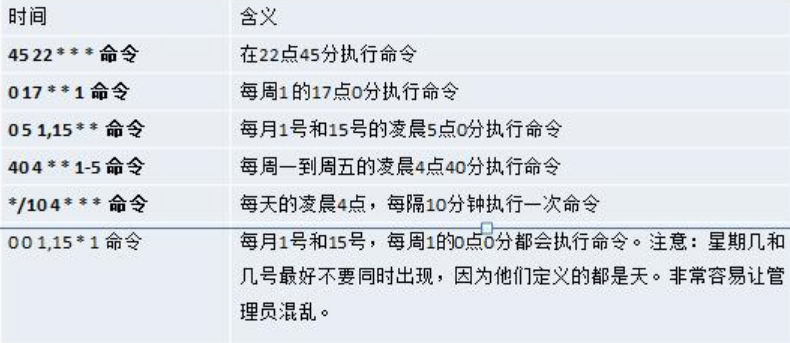 时间 含义
45 22 * * * 命令 在22点45分执行命令
0 17 * * 1 命令 每周1的17点0分执行命令
0 5 1,15 * * 命令 每月1号和15号的凌晨5点0分执行命令
40 4 * * 1-5 命令 每周一到周五的凌晨4点40分执行命令
*/10 4 * * * 命令 每天的凌晨4点，每隔10分钟执行一次命令
0 0 1,15 * 1 命令 每月1号和15号，每周1的0点0分都会执行命令。注意：星期几和
几号最好不要同时出现，因为他们定义的都是天。非常容易让管
理员混乱。